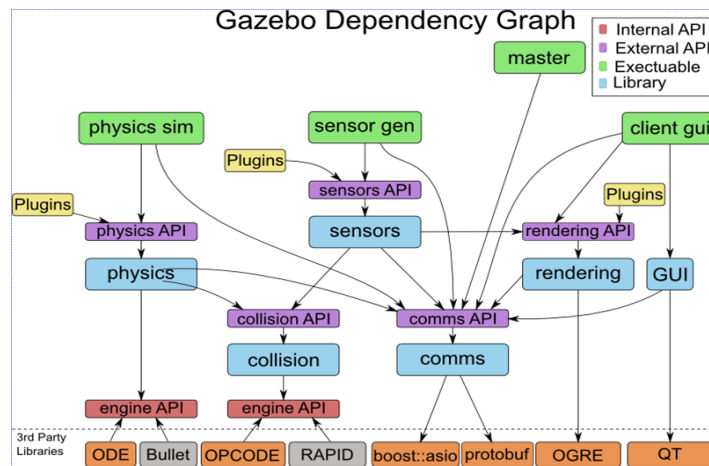 Gazebo Dependency Graph
Internal API
External API
Exectuable
Library
master
physics sim
sensor gen
client gui
Plugins
sensors API
Plugins
Plugins
physics API
sensors
rendering API
physics
rendering
GUI
collision API
comms API
collision
comms
engine API
engine API
3rd Party
Libraries
ODE
Bullet
OPCODE
RAPID
boost::asio
protobuf
OGRE
QT